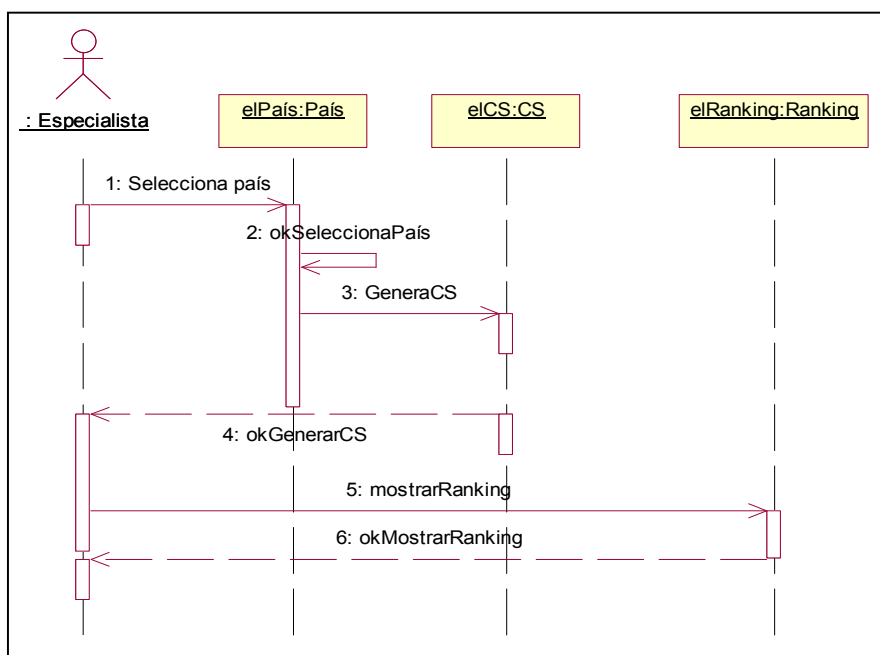 : Especialista
elPaís:País
elCS:CS
elRanking:Ranking
1: Selecciona país
2: okSeleccionaPaís
3: GeneraCS
4: okGenerarCS
5: mostrarRanking
6: okMostrarRanking